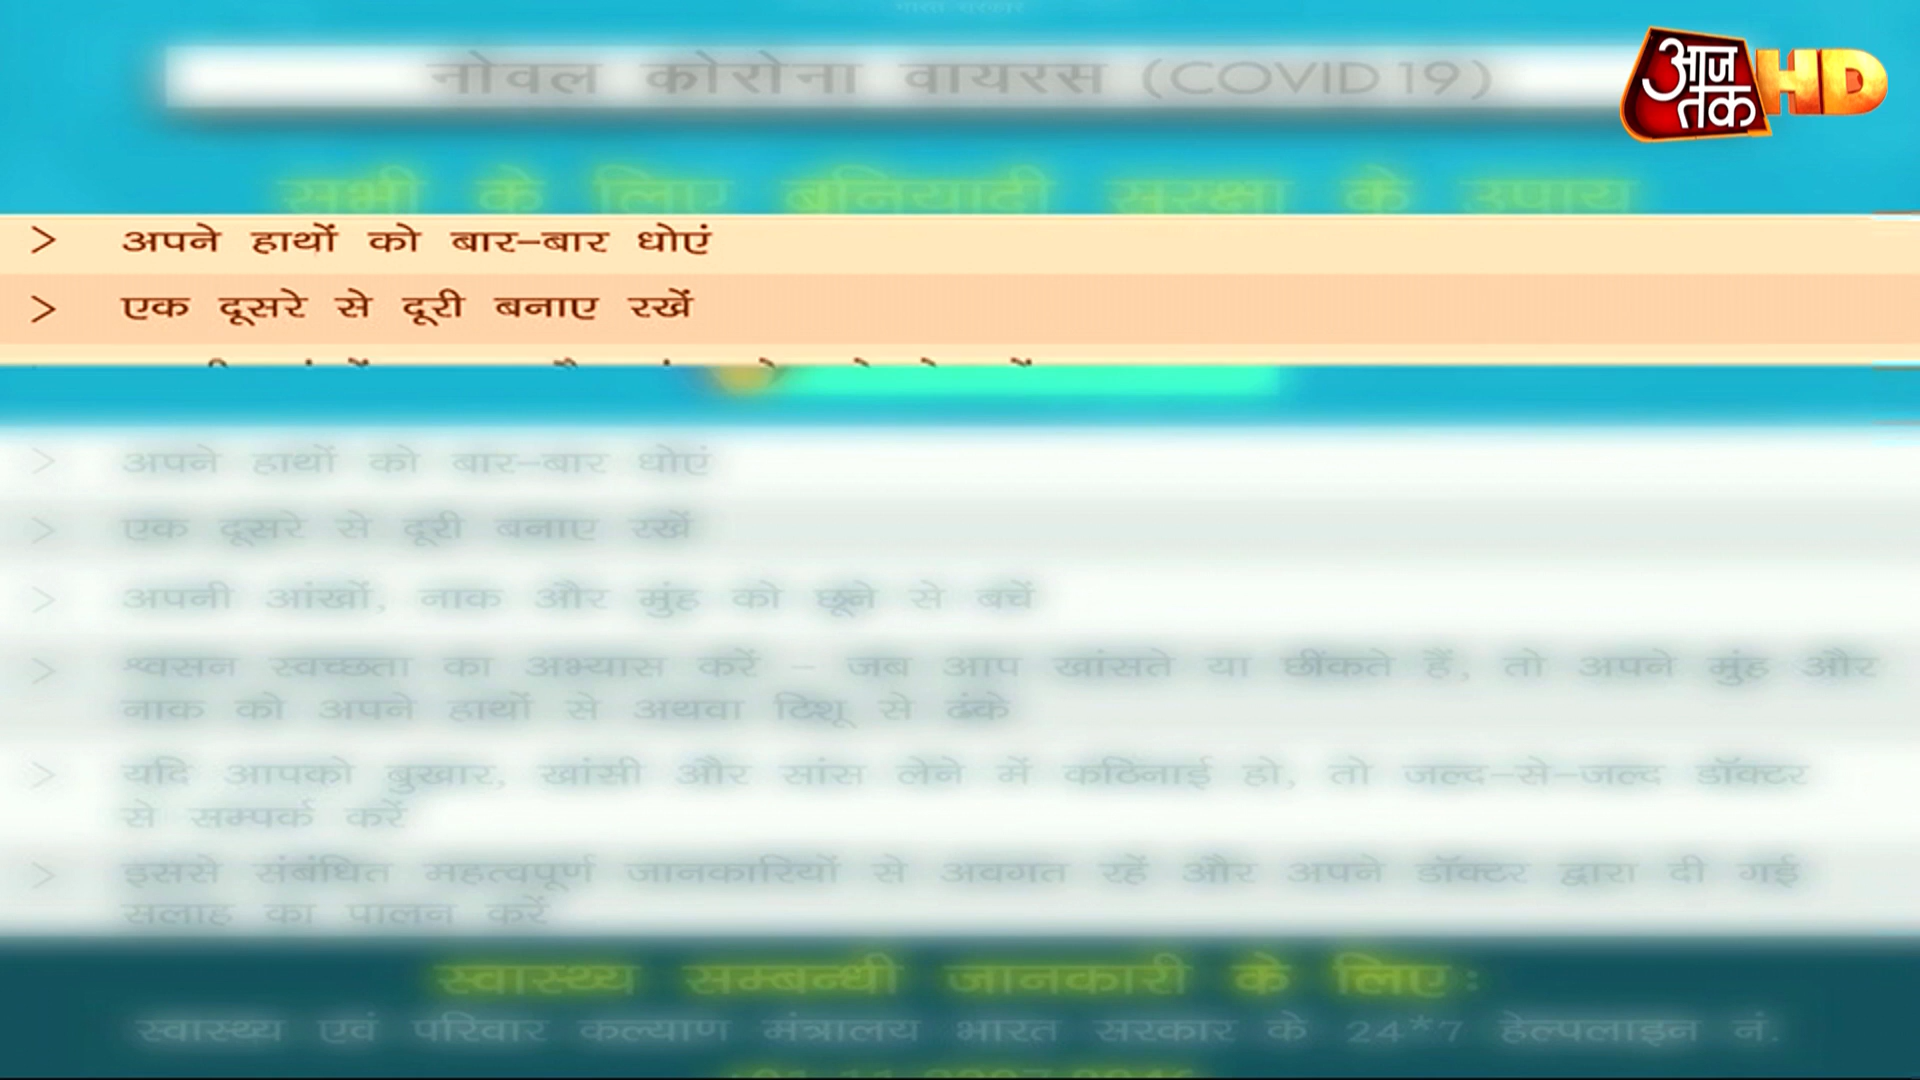 भारत सरकार
नोवल कोरोना वायरस (COVID 19)
आज तक HD
सभी के लिए बुनियादी सुरक्षा के उपाय
> अपने हाथों को बार-बार धोएं
> एक दूसरे से दूरी बनाए रखें
> अपने हाथों को बार-बार धोएं
> एक दूसरे से दूरी बनाए रखें
> अपनी आंखों, नाक और मुंह को छूने से बचें
> श्वसन स्वच्छता का अभ्यास करें – जब आप खांसते या छींकते हैं, तो अपने मुंह और
नाक को अपने हाथों से अथवा टिशू से ढंके
> यदि आपको बुखार, खांसी और सांस लेने में कठिनाई हो, तो जल्द-से-जल्द डॉक्टर
से सम्पर्क करें
> इससे संबंधित महत्वपूर्ण जानकारियों से अवगत रहें और अपने डॉक्टर द्वारा दी गई
सलाह का पालन करें
स्वास्थ्य सम्बन्धी जानकारी के लिए:
स्वास्थ्य एवं परिवार कल्याण मंत्रालय भारत सरकार के 24*7 हेल्पलाइन नं.